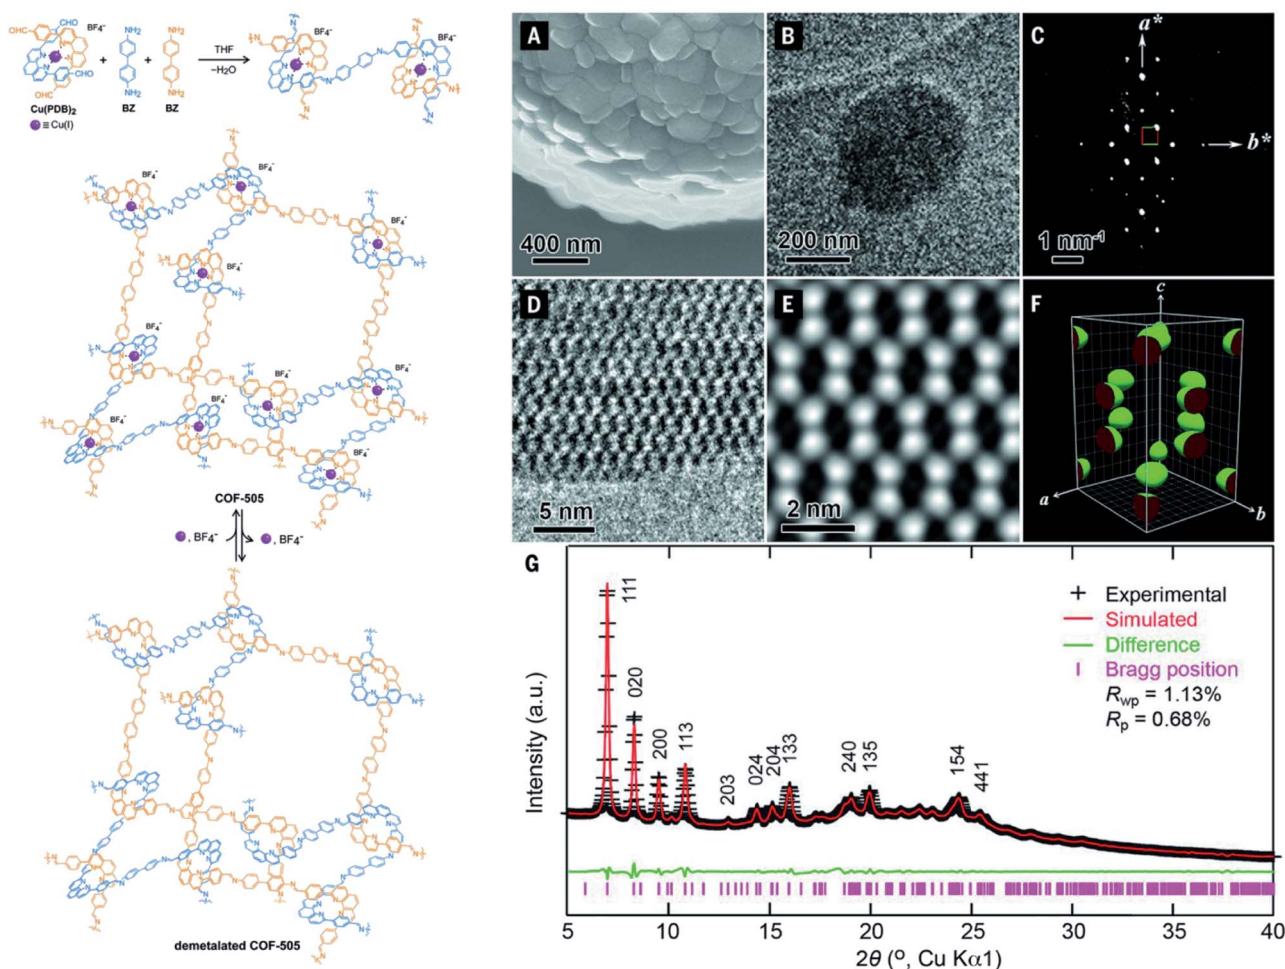 CHO
OHC
BF4−
CHO
OHC
Cu(PDB)2
≡Cu(I)
+
NH2
NH2
BZ
+
NH2
NH2
BZ
THF
−H2O
BF4−
BF4−
BF4−
BF4−
BF4−
BF4−
BF4−
BF4−
BF4−
BF4−
BF4−
BF4−
COF-505
, BF4−
, BF4−
demetalated COF-505
A
400 nm
B
200 nm
C
a*
b*
1 nm-1
D
5 nm
E
2 nm
F
c
a
b
G
Intensity (a.u.)
111
020
200
113
203
024
204
133
240
135
154
441
Experimental
Simulated
Difference
Bragg position
Rwp = 1.13%
Rp = 0.68%
5 10 15 20 25 30 35 40
2θ (°, Cu Kα1)